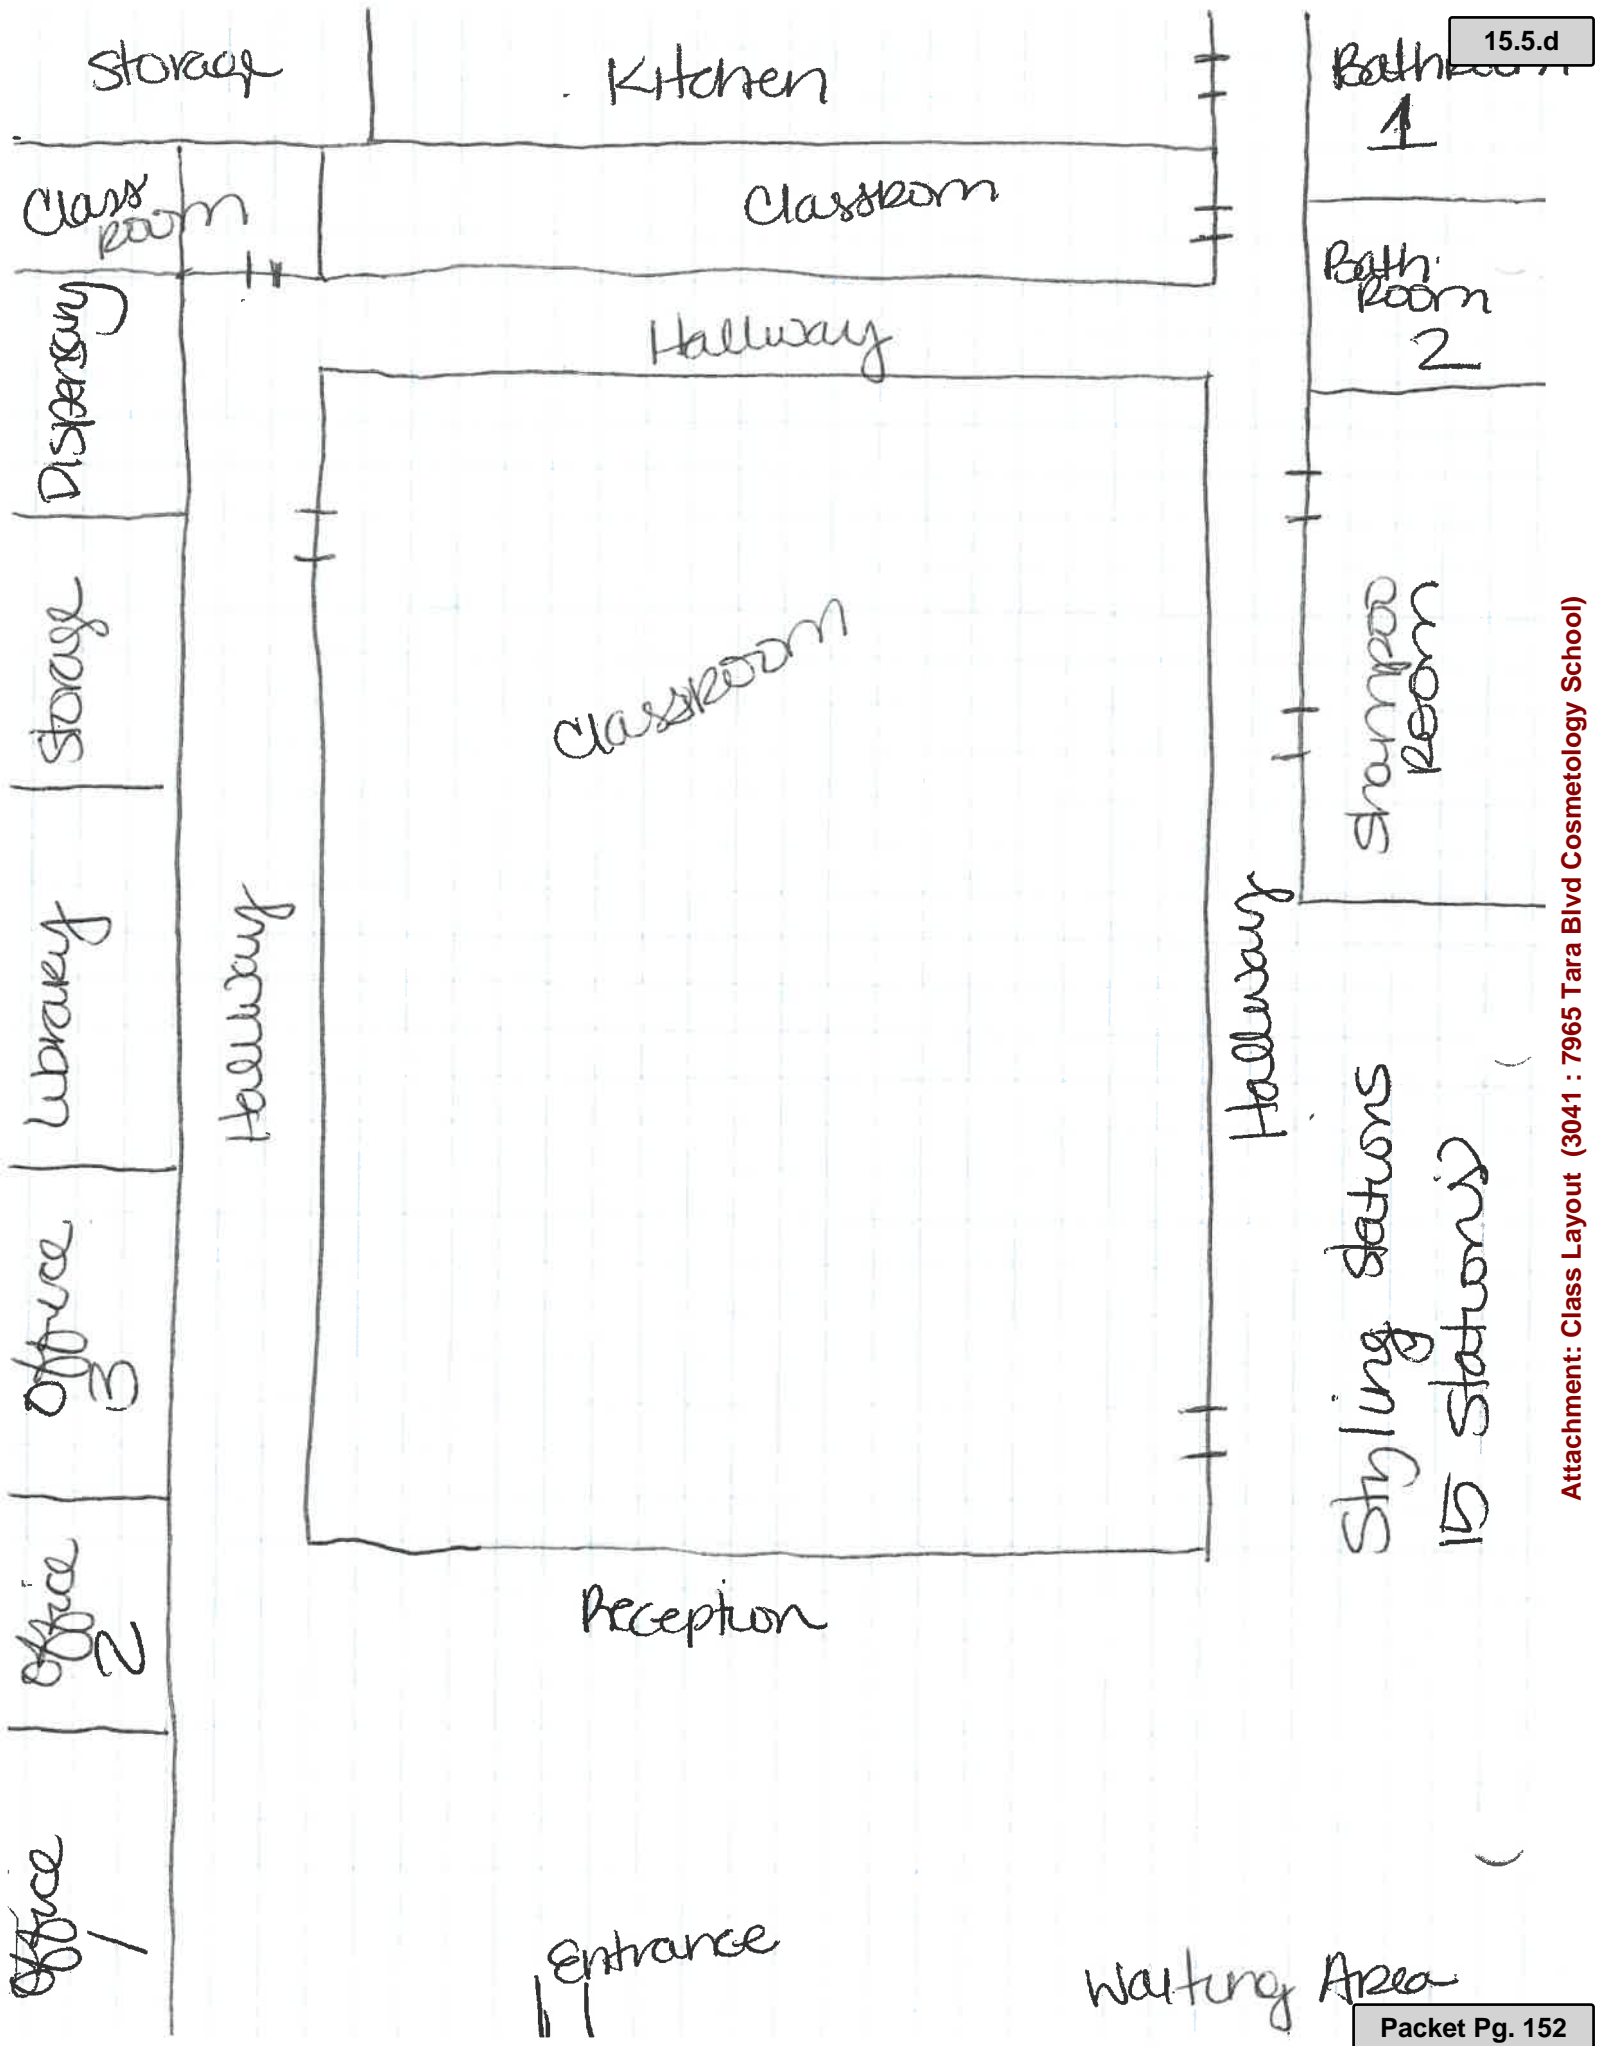 15.5.d
Storage
Kitchen
Bathroom
1
Class
Room
Classroom
Bath
Room
2
Hallway
Dispensary
Storage
Classroom
Shampoo
Room
Library
Hallway
Hallway
Office
3
Styling Stations
15 Stations
Office
2
Reception
Office
1
Entrance
Waiting Area
Attachment: Class Layout (3041 : 7965 Tara Blvd Cosmetology School)
Packet Pg. 152